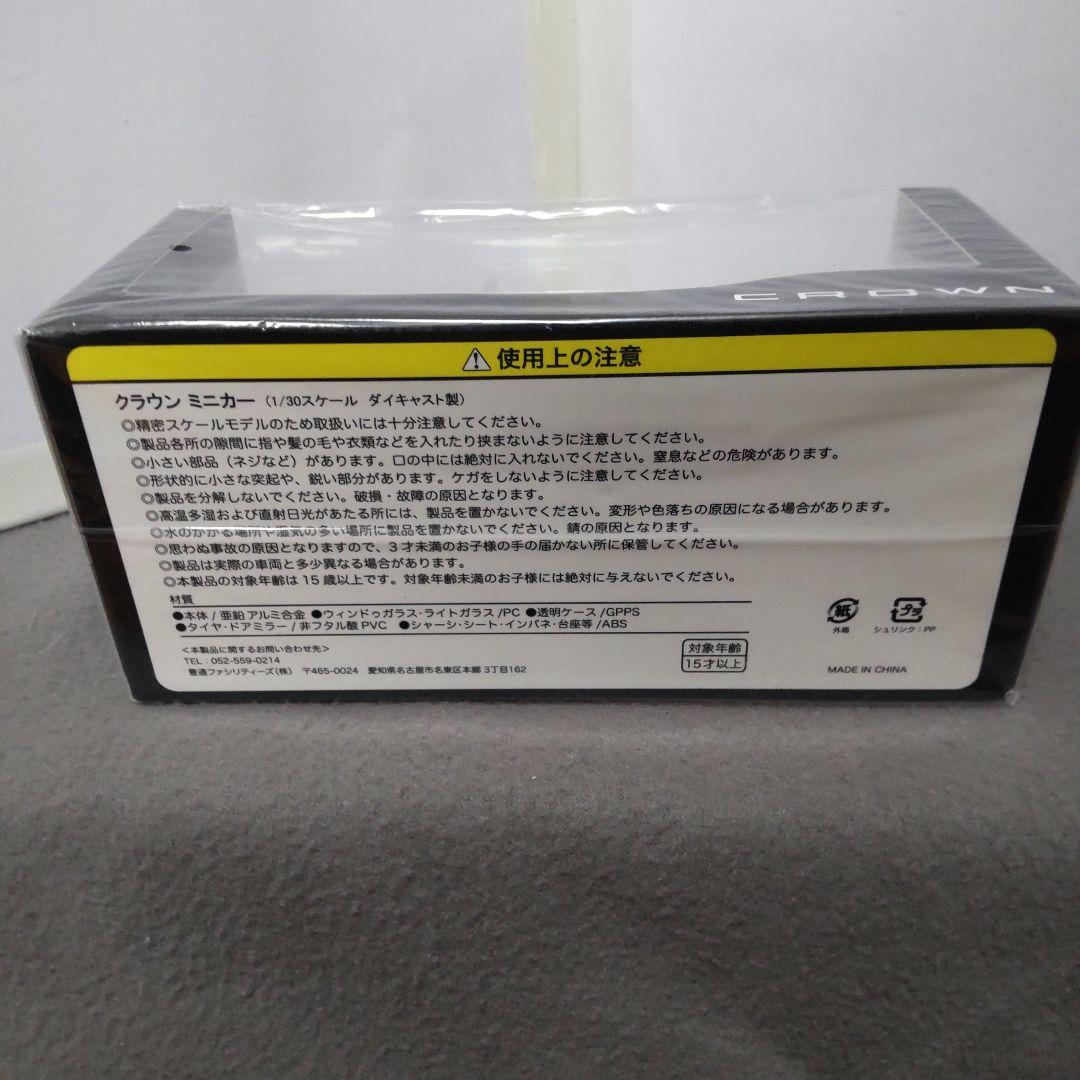 CROWN
使用上の注意
クラウン ミニカー（1/30スケール ダイキャスト製）
◎精密スケールモデルのため取扱いには十分注意してください。
◎製品各所の隙間に指や髪の毛や衣類などを入れたり挟まないように注意してください。
◎小さい部品（ネジなど）があります。口の中には絶対に入れないでください。窒息などの危険があります。
◎形状的に小さな突起や、鋭い部分があります。ケガをしないように注意してください。
◎製品を分解しないでください。破損・故障の原因となります。
◎高温多湿および直射日光があたる所には、製品を置かないでください。変形や色落ちの原因になる場合があります。
◎水のかかる場所や湿気の多い場所に製品を置かないでください。錆の原因となります。
◎思わぬ事故の原因となりますので、3才未満のお子様の手の届かない所に保管してください。
◎製品は実際の車両と多少異なる場合があります。
◎本製品の対象年齢は15歳以上です。対象年齢未満のお子様には絶対に与えないでください。
材質
●本体/亜鉛アルミ合金 ●ウィンドゥガラス・ライトガラス/PC ●透明ケース/GPPS
●タイヤ・ドアミラー/非フタル酸PVC ●シャーシ・シート・インパネ・台座等/ABS
＜本製品に関するお問い合わせ先＞
TEL：052-559-0214
豊通ファシリティーズ（株） 〒465-0024 愛知県名古屋市名東区本郷3丁目162
対象年齢
15才以上
紙
外箱
プラ
シュリンク：PP
MADE IN CHINA